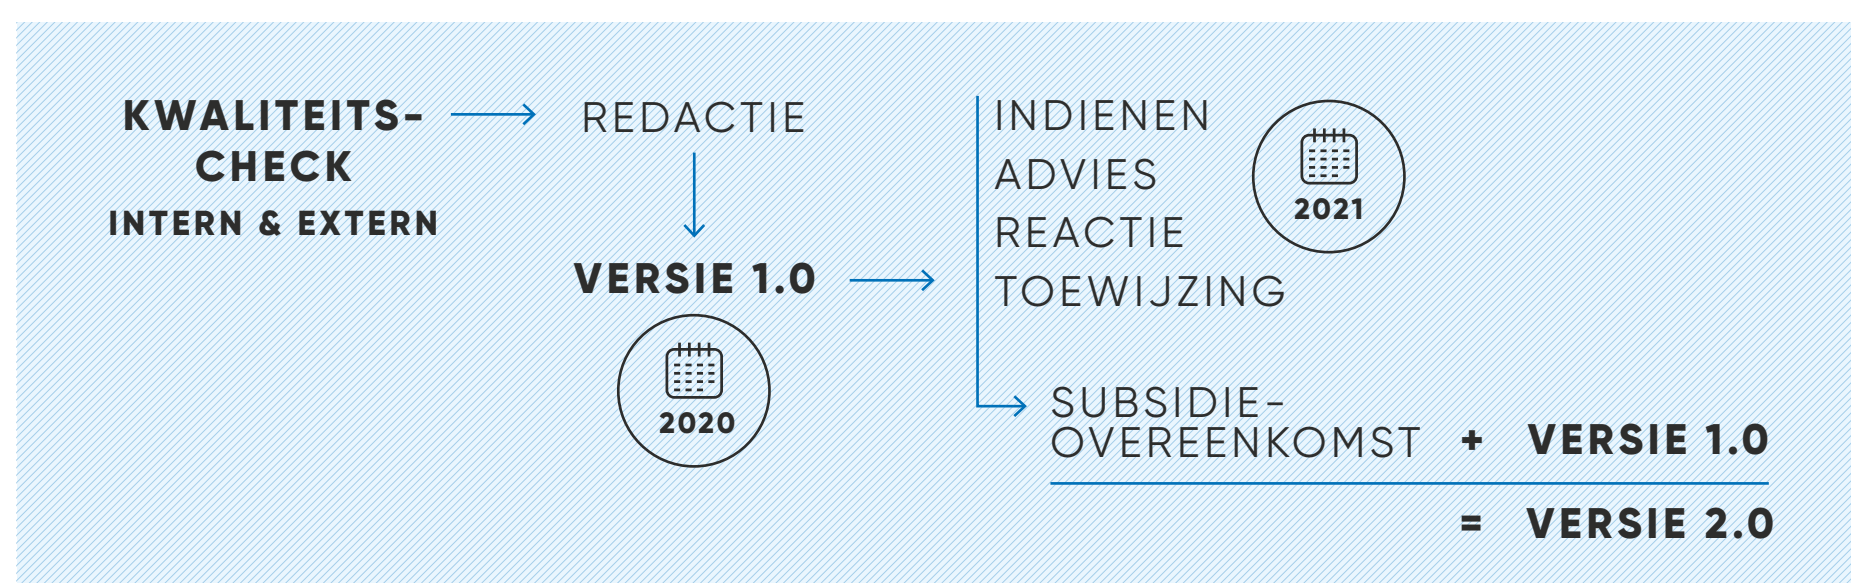 KWALITEITS-
CHECK
INTERN & EXTERN
REDACTIE
VERSIE 1.0
2020
INDIENEN
ADVIES
REACTIE
TOEWIJZING
2021
SUBSIDIE-
OVEREENKOMST + VERSIE 1.0
= VERSIE 2.0